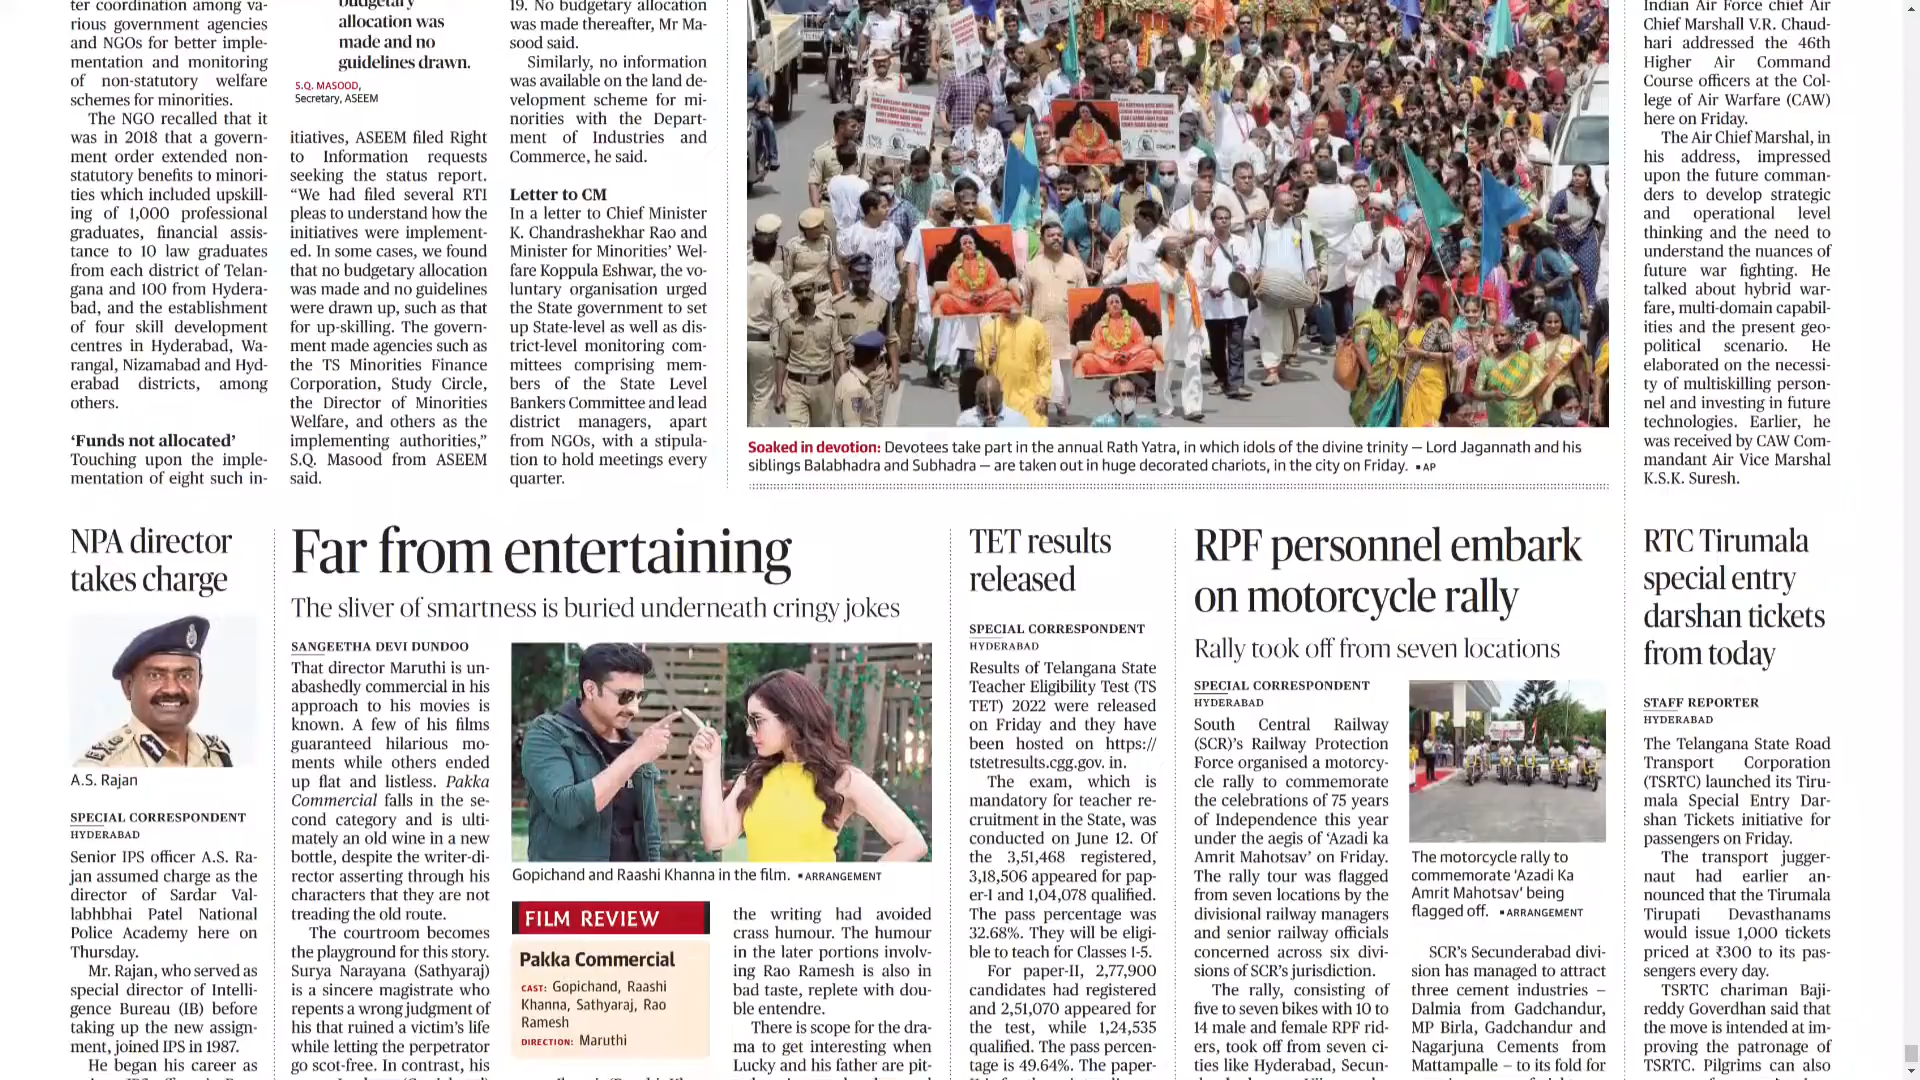 ter coordination among va-
rious government agencies
and NGOs for better imple-
mentation and monitoring
of non-statutory welfare
schemes for minorities.
The NGO recalled that it
was in 2018 that a govern-
ment order extended non-
statutory benefits to minori-
ties which included upskill-
ing of 1,000 professional
graduates, financial assis-
tance to 10 law graduates
from each district of Telan-
gana and 100 from Hydera-
bad, and the establishment
of four skill development
centres in Hyderabad, Wa-
rangal, Nizamabad and Hyd-
erabad districts, among
others.
‘Funds not allocated’
Touching upon the imple-
mentation of eight such in-
budgetary
allocation was
made and no
guidelines drawn.
S.Q. MASOOD,
Secretary, ASEEM
itiatives, ASEEM filed Right
to Information requests
seeking the status report.
“We had filed several RTI
pleas to understand how the
initiatives were implement-
ed. In some cases, we found
that no budgetary allocation
was made and no guidelines
were drawn up, such as that
for up-skilling. The govern-
ment made agencies such as
the TS Minorities Finance
Corporation, Study Circle,
the Director of Minorities
Welfare, and others as the
implementing authorities,”
S.Q. Masood from ASEEM
said.
19. No budgetary allocation
was made thereafter, Mr Ma-
sood said.
Similarly, no information
was available on the land de-
velopment scheme for mi-
norities with the Depart-
ment of Industries and
Commerce, he said.
Letter to CM
In a letter to Chief Minister
K. Chandrashekhar Rao and
Minister for Minorities’ Wel-
fare Koppula Eshwar, the vo-
luntary organisation urged
the State government to set
up State-level as well as dis-
trict-level monitoring com-
mittees comprising mem-
bers of the State Level
Bankers Committee and lead
district managers, apart
from NGOs, with a stipula-
tion to hold meetings every
quarter.
Soaked in devotion: Devotees take part in the annual Rath Yatra, in which idols of the divine trinity — Lord Jagannath and his
siblings Balabhadra and Subhadra — are taken out in huge decorated chariots, in the city on Friday. ▪ AP
Indian Air Force chief Air
Chief Marshall V.R. Chaud-
hari addressed the 46th
Higher Air Command
Course officers at the Col-
lege of Air Warfare (CAW)
here on Friday.
The Air Chief Marshal, in
his address, impressed
upon the future comman-
ders to develop strategic
and operational level
thinking and the need to
understand the nuances of
future war fighting. He
talked about hybrid war-
fare, multi-domain capabil-
ities and the present geo-
political scenario. He
elaborated on the necessi-
ty of multiskilling person-
nel and investing in future
technologies. Earlier, he
was received by CAW Com-
mandant Air Vice Marshal
K.S.K. Suresh.
NPA director
takes charge
A.S. Rajan
SPECIAL CORRESPONDENT
HYDERABAD
Senior IPS officer A.S. Ra-
jan assumed charge as the
director of Sardar Val-
labhbhai Patel National
Police Academy here on
Thursday.
Mr. Rajan, who served as
special director of Intelli-
gence Bureau (IB) before
taking up the new assign-
ment, joined IPS in 1987.
He began his career as
Far from entertaining
The sliver of smartness is buried underneath cringy jokes
SANGEETHA DEVI DUNDOO
That director Maruthi is un-
abashedly commercial in his
approach to his movies is
known. A few of his films
guaranteed hilarious mo-
ments while others ended
up flat and listless. Pakka
Commercial falls in the se-
cond category and is ulti-
mately an old wine in a new
bottle, despite the writer-di-
rector asserting through his
characters that they are not
treading the old route.
The courtroom becomes
the playground for this story.
Surya Narayana (Sathyaraj)
is a sincere magistrate who
repents a wrong judgment of
his that ruined a victim’s life
while letting the perpetrator
go scot-free. In contrast, his
Gopichand and Raashi Khanna in the film. ▪ ARRANGEMENT
FILM REVIEW
Pakka Commercial
CAST: Gopichand, Raashi
Khanna, Sathyaraj, Rao
Ramesh
DIRECTION: Maruthi
the writing had avoided
crass humour. The humour
in the later portions involv-
ing Rao Ramesh is also in
bad taste, replete with dou-
ble entendre.
There is scope for the dra-
ma to get interesting when
Lucky and his father are pit-
TET results
released
SPECIAL CORRESPONDENT
HYDERABAD
Results of Telangana State
Teacher Eligibility Test (TS
TET) 2022 were released
on Friday and they have
been hosted on https://
tstetresults.cgg.gov. in.
The exam, which is
mandatory for teacher re-
cruitment in the State, was
conducted on June 12. Of
the 3,51,468 registered,
3,18,506 appeared for pap-
er-I and 1,04,078 qualified.
The pass percentage was
32.68%. They will be eligi-
ble to teach for Classes 1-5.
For paper-II, 2,77,900
candidates had registered
and 2,51,070 appeared for
the test, while 1,24,535
qualified. The pass percen-
tage is 49.64%. The paper-
RPF personnel embark
on motorcycle rally
Rally took off from seven locations
SPECIAL CORRESPONDENT
HYDERABAD
South Central Railway
(SCR)’s Railway Protection
Force organised a motorcy-
cle rally to commemorate
the celebrations of 75 years
of Independence this year
under the aegis of ‘Azadi ka
Amrit Mahotsav’ on Friday.
The rally tour was flagged
from seven locations by the
divisional railway managers
and senior railway officials
concerned across six divi-
sions of SCR’s jurisdiction.
The rally, consisting of
five to seven bikes with 10 to
14 male and female RPF rid-
ers, took off from seven ci-
ties like Hyderabad, Secun-
The motorcycle rally to
commemorate ‘Azadi Ka
Amrit Mahotsav’ being
flagged off. ▪ ARRANGEMENT
SCR’s Secunderabad divi-
sion has managed to attract
three cement industries —
Dalmia from Gadchandur,
MP Birla, Gadchandur and
Nagarjuna Cements from
Mattampalle – to its fold for
RTC Tirumala
special entry
darshan tickets
from today
STAFF REPORTER
HYDERABAD
The Telangana State Road
Transport Corporation
(TSRTC) launched its Tiru-
mala Special Entry Dar-
shan Tickets initiative for
passengers on Friday.
The transport jugger-
naut had earlier an-
nounced that the Tirumala
Tirupati Devasthanams
would issue 1,000 tickets
priced at ₹300 to its pas-
sengers every day.
TSRTC chairman Baji-
reddy Goverdhan said that
the move is intended at im-
proving the patronage of
TSRTC. Pilgrims can also